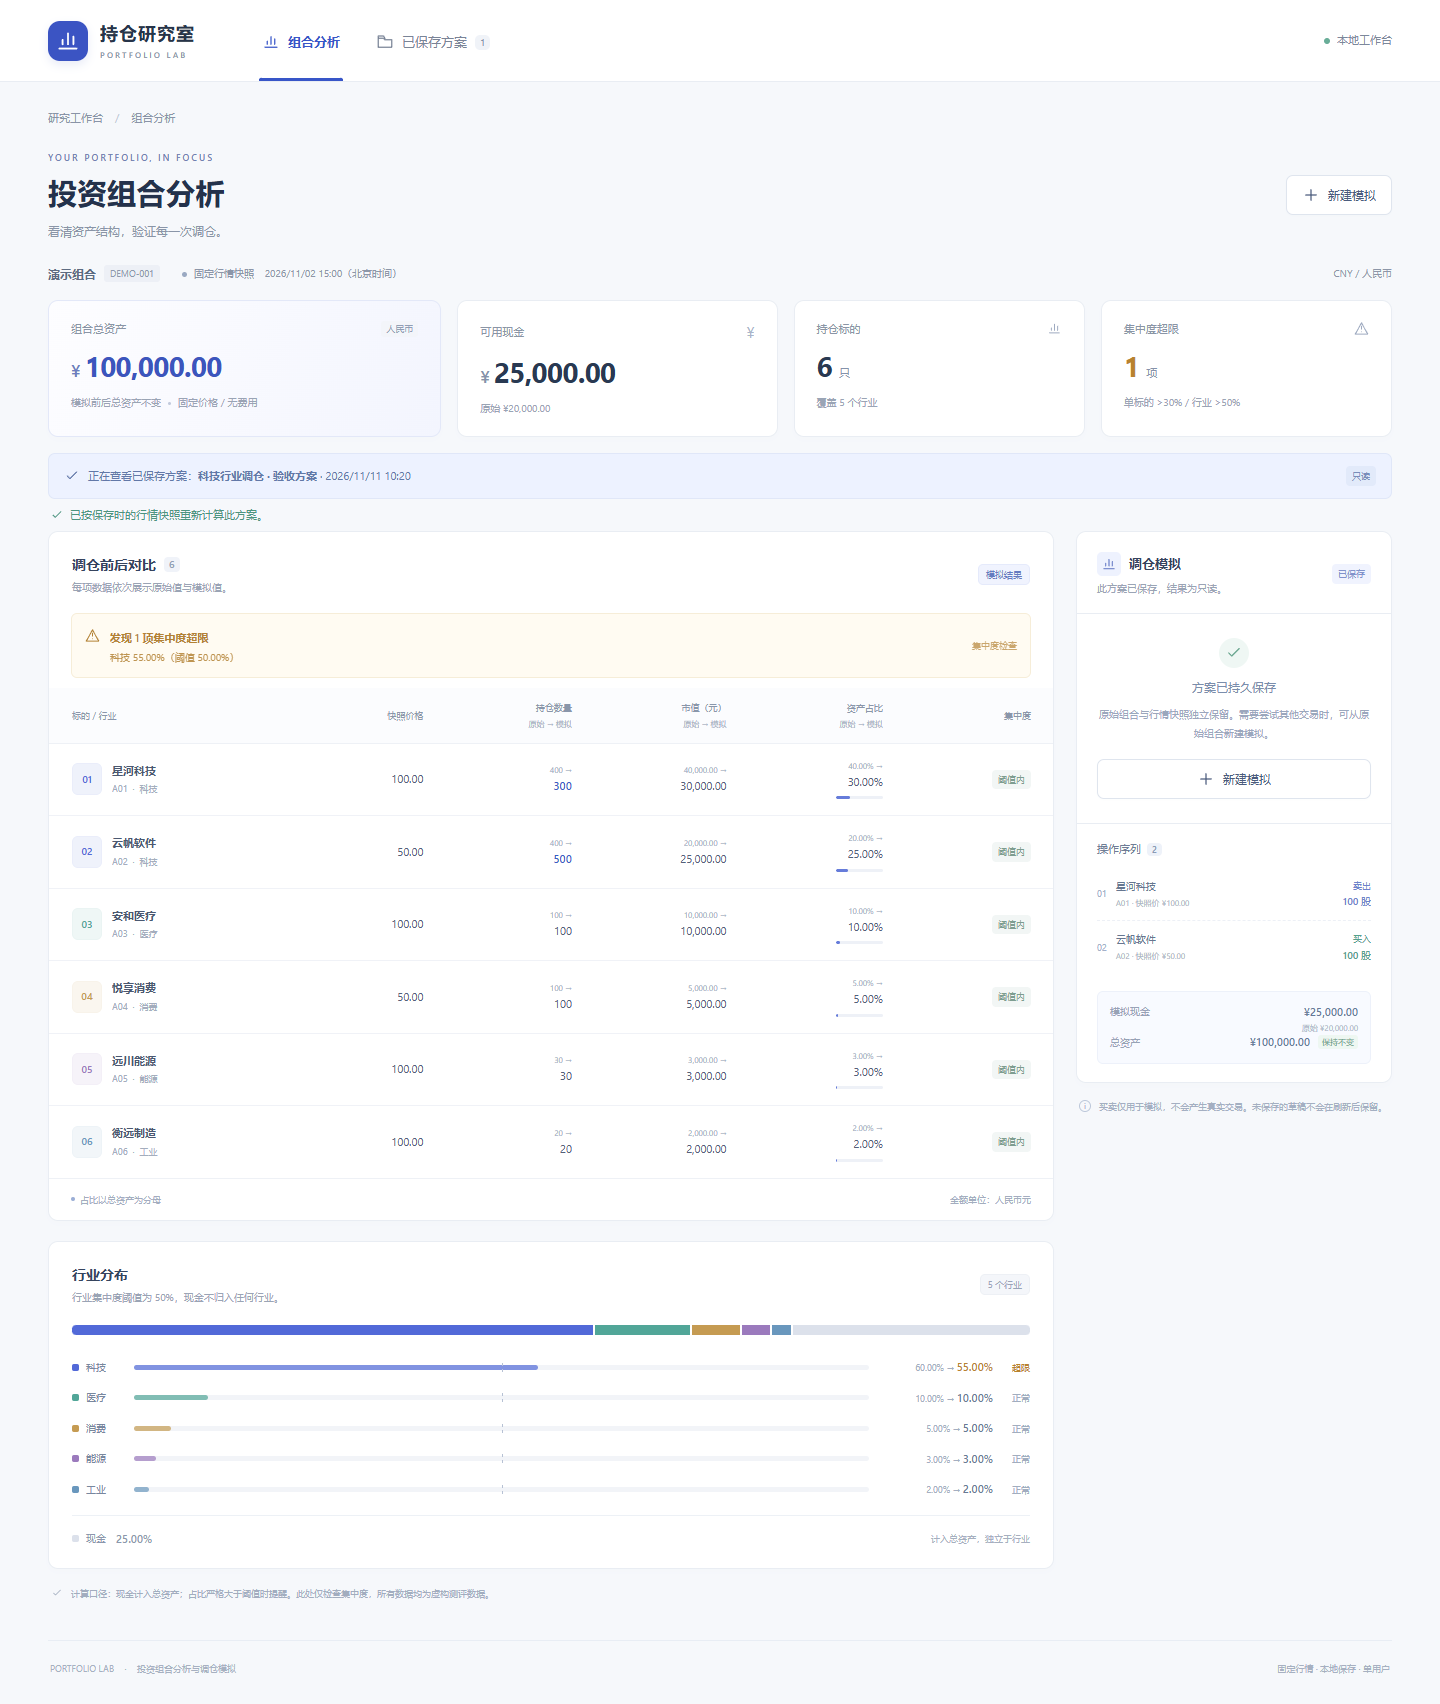 持仓研究室
PORTFOLIO LAB
组合分析
已保存方案 1
本地工作台
研究工作台 / 组合分析
YOUR PORTFOLIO, IN FOCUS
投资组合分析
看清资产结构，验证每一次调仓。
新建模拟
演示组合 DEMO-001 固定行情快照 2026/11/02 15:00（北京时间）
CNY / 人民币
组合总资产 人民币
¥ 100,000.00
模拟前后总资产不变 • 固定价格 / 无费用
可用现金 ¥
¥ 25,000.00
原始 ¥20,000.00
持仓标的
6 只
覆盖 5 个行业
集中度超限
1 项
单标的 >30% / 行业 >50%
正在查看已保存方案：科技行业调仓 · 验收方案 · 2026/11/11 10:20
只读
已按保存时的行情快照重新计算此方案。
调仓前后对比 6
每项数据依次展示原始值与模拟值。
模拟结果
发现 1 项集中度超限
科技 55.00%（阈值 50.00%）
集中度检查
标的 / 行业 快照价格 持仓数量 市值（元） 资产占比 集中度
原始 → 模拟 原始 → 模拟 原始 → 模拟
01 星河科技 A01 · 科技 100.00 400 → 300 40,000.00 → 30,000.00 40.00% → 30.00% 阈值内
02 云帆软件 A02 · 科技 50.00 400 → 500 20,000.00 → 25,000.00 20.00% → 25.00% 阈值内
03 安和医疗 A03 · 医疗 100.00 100 → 100 10,000.00 → 10,000.00 10.00% → 10.00% 阈值内
04 悦享消费 A04 · 消费 50.00 100 → 100 5,000.00 → 5,000.00 5.00% → 5.00% 阈值内
05 远川能源 A05 · 能源 100.00 30 → 30 3,000.00 → 3,000.00 3.00% → 3.00% 阈值内
06 衡远制造 A06 · 工业 100.00 20 → 20 2,000.00 → 2,000.00 2.00% → 2.00% 阈值内
占比以总资产为分母
金额单位：人民币元
调仓模拟
此方案已保存，结果为只读。
已保存
方案已持久保存
原始组合与行情快照独立保留。需要尝试其他交易时，可从原
始组合新建模拟。
新建模拟
操作序列 2
01 星河科技 卖出
A01 · 快照价 ¥100.00 100 股
02 云帆软件 买入
A02 · 快照价 ¥50.00 100 股
模拟现金 ¥25,000.00
原始 ¥20,000.00
总资产 ¥100,000.00 保持不变
买卖仅用于模拟，不会产生真实交易。未保存的草稿不会在刷新后保留。
行业分布
行业集中度阈值为 50%，现金不归入任何行业。
5 个行业
科技 60.00% → 55.00% 超限
医疗 10.00% → 10.00% 正常
消费 5.00% → 5.00% 正常
能源 3.00% → 3.00% 正常
工业 2.00% → 2.00% 正常
现金 25.00%
计入总资产，独立于行业
计算口径：现金计入总资产；占比严格大于阈值时提醒。此处仅检查集中度，所有数据均为虚构测评数据。
PORTFOLIO LAB · 投资组合分析与调仓模拟
固定行情 · 本地保存 · 单用户